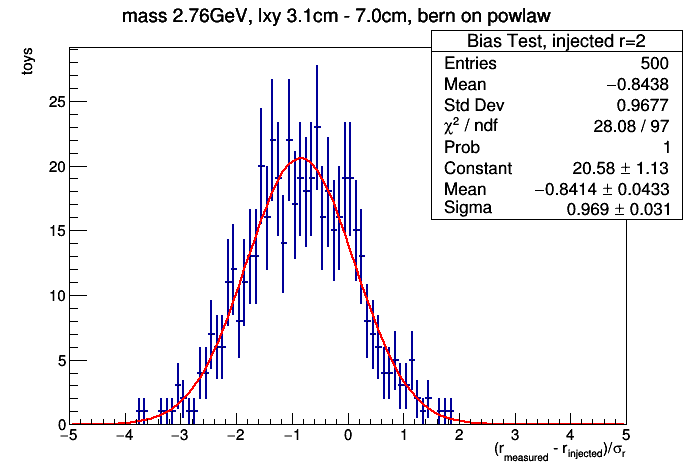 mass 2.76GeV, lxy 3.1cm - 7.0cm, bern on powlaw
Bias Test, injected r=2
Entries 500
Mean −0.8438
Std Dev 0.9677
χ² / ndf 28.08 / 97
Prob 1
Constant 20.58 ± 1.13
Mean −0.8414 ± 0.0433
Sigma 0.969 ± 0.031
toys
25
20
15
10
5
0
−5 −4 −3 −2 −1 0 1 2 3 4 5
(r_measured - r_injected)/σ_r